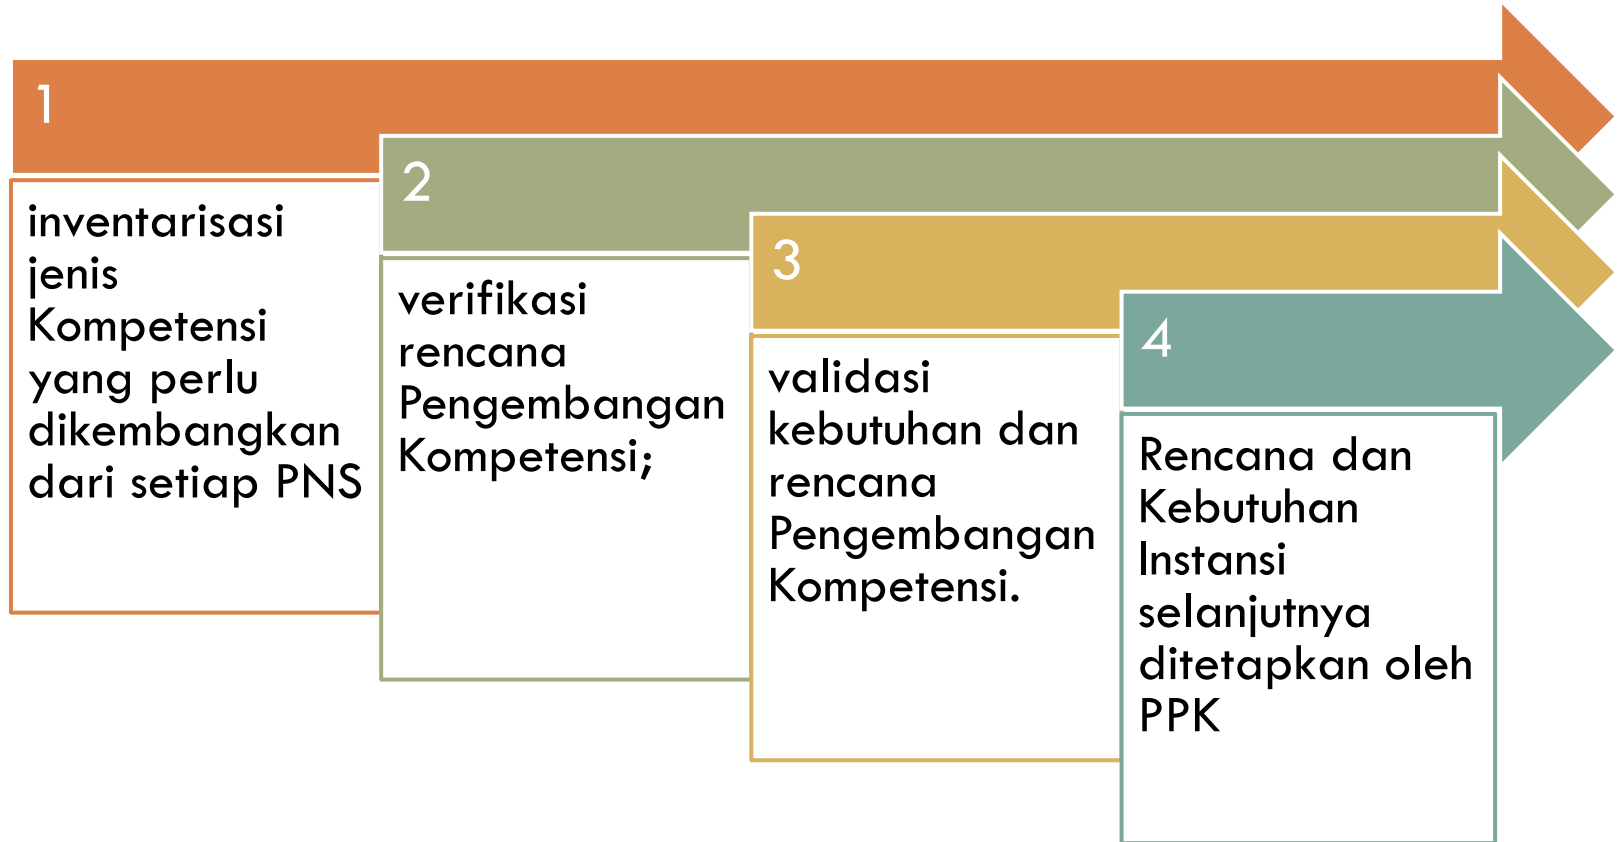 1
inventarisasi
jenis
Kompetensi
yang perlu
dikembangkan
dari setiap PNS
2
verifikasi
rencana
Pengembangan
Kompetensi;
3
validasi
kebutuhan dan
rencana
Pengembangan
Kompetensi.
4
Rencana dan
Kebutuhan
Instansi
selanjutnya
ditetapkan oleh
PPK